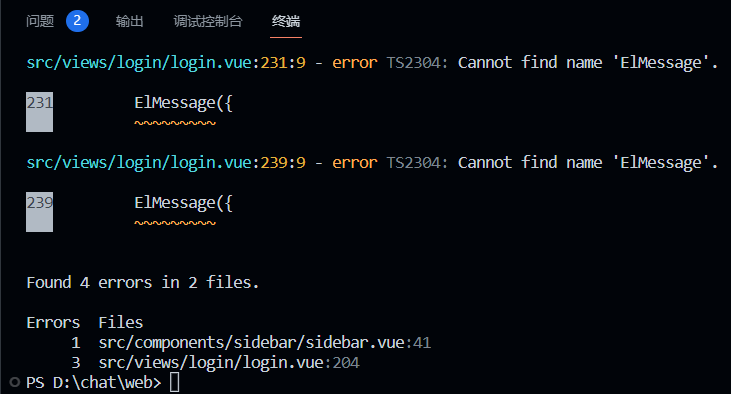 问题 2 输出 调试控制台 终端
src/views/login/login.vue:231:9 - error TS2304: Cannot find name 'ElMessage'.
231 ElMessage({
~~~~~~~~~
src/views/login/login.vue:239:9 - error TS2304: Cannot find name 'ElMessage'.
239 ElMessage({
~~~~~~~~~
Found 4 errors in 2 files.
Errors Files
1 src/components/sidebar/sidebar.vue:41
3 src/views/login/login.vue:204
PS D:\chat\web>